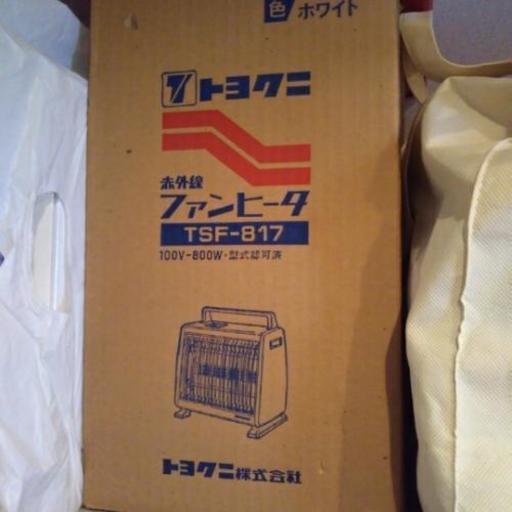 色 ホワイト
トヨクニ
赤外線
ファンヒータ
TSF-817
100V-800W・型式認可済
トヨクニ株式会社